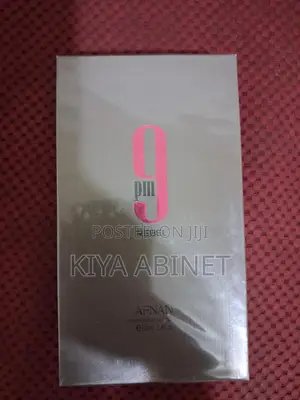 9
pm
POSTED ON JIJI
KIYA ABINET
AFNAN